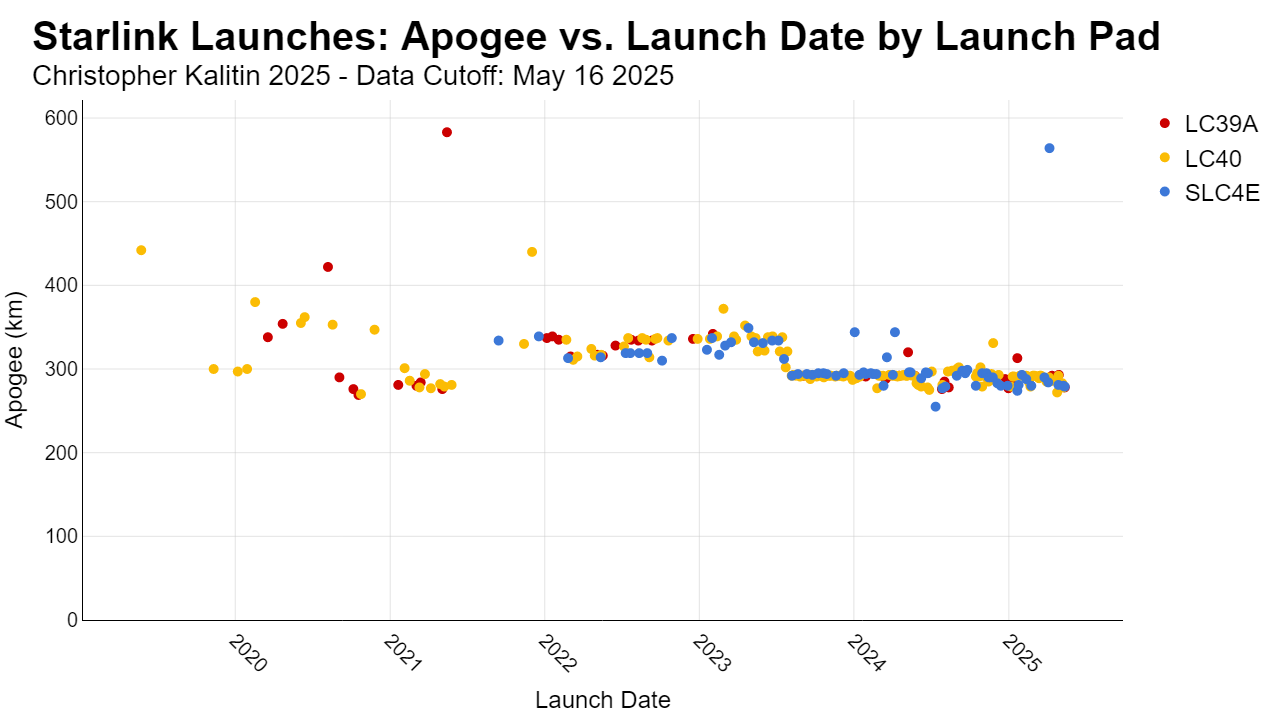 Starlink Launches: Apogee vs. Launch Date by Launch Pad
Christopher Kalitin 2025 - Data Cutoff: May 16 2025
LC39A
LC40
SLC4E
Apogee (km)
600
500
400
300
200
100
0
2020
2021
2022
2023
2024
2025
Launch Date